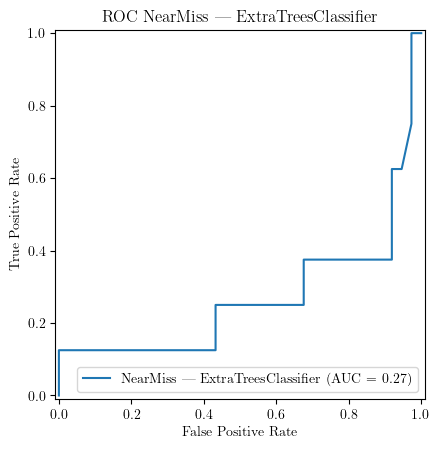 ROC NearMiss — ExtraTreesClassifier
True Positive Rate
1.0
0.8
0.6
0.4
0.2
0.0
NearMiss — ExtraTreesClassifier (AUC = 0.27)
0.0 0.2 0.4 0.6 0.8 1.0
False Positive Rate